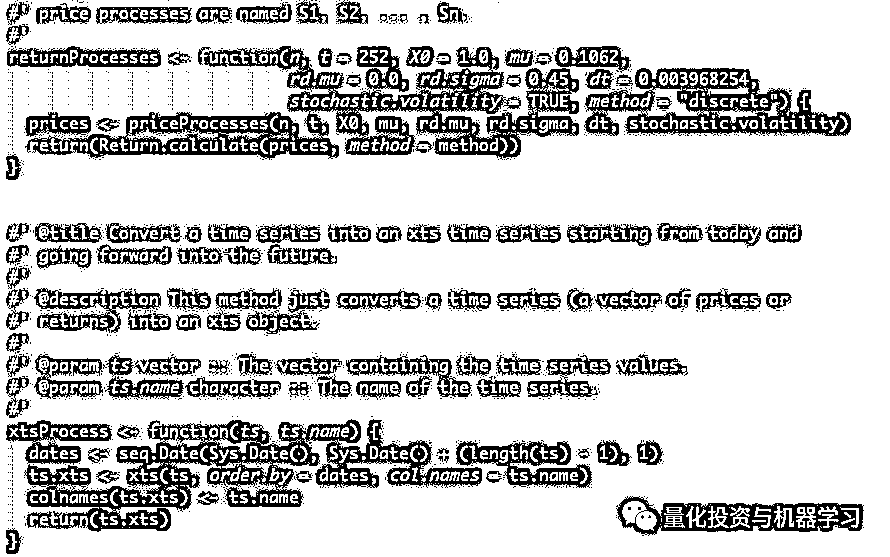 #' price processes are named S1, S2, ... , Sn.
#'
returnProcesses <- function(n, t = 252, X0 = 1.0, mu = 0.1062,
rd.mu = 0.0, rd.sigma = 0.45, dt = 0.003968254,
stochastic.volatility = TRUE, method = "discrete") {
prices <- priceProcesses(n, t, X0, mu, rd.mu, rd.sigma, dt, stochastic.volatility)
return(Return.calculate(prices, method = method))
}
#' @title Convert a time series into an xts time series starting from today and
#' going forward into the future.
#'
#' @description This method just converts a time series (a vector of prices or
#' returns) into an xts object.
#'
#' @param ts vector :: The vector containing the time series values.
#' @param ts.name character :: The name of the time series.
#'
xtsProcess <- function(ts, ts.name) {
dates <- seq.Date(Sys.Date(), Sys.Date() + (length(ts) - 1), 1)
ts.xts <- xts(ts, order.by = dates, col.names = ts.name)
colnames(ts.xts) <- ts.name
return(ts.xts)
}
量化投资与机器学习